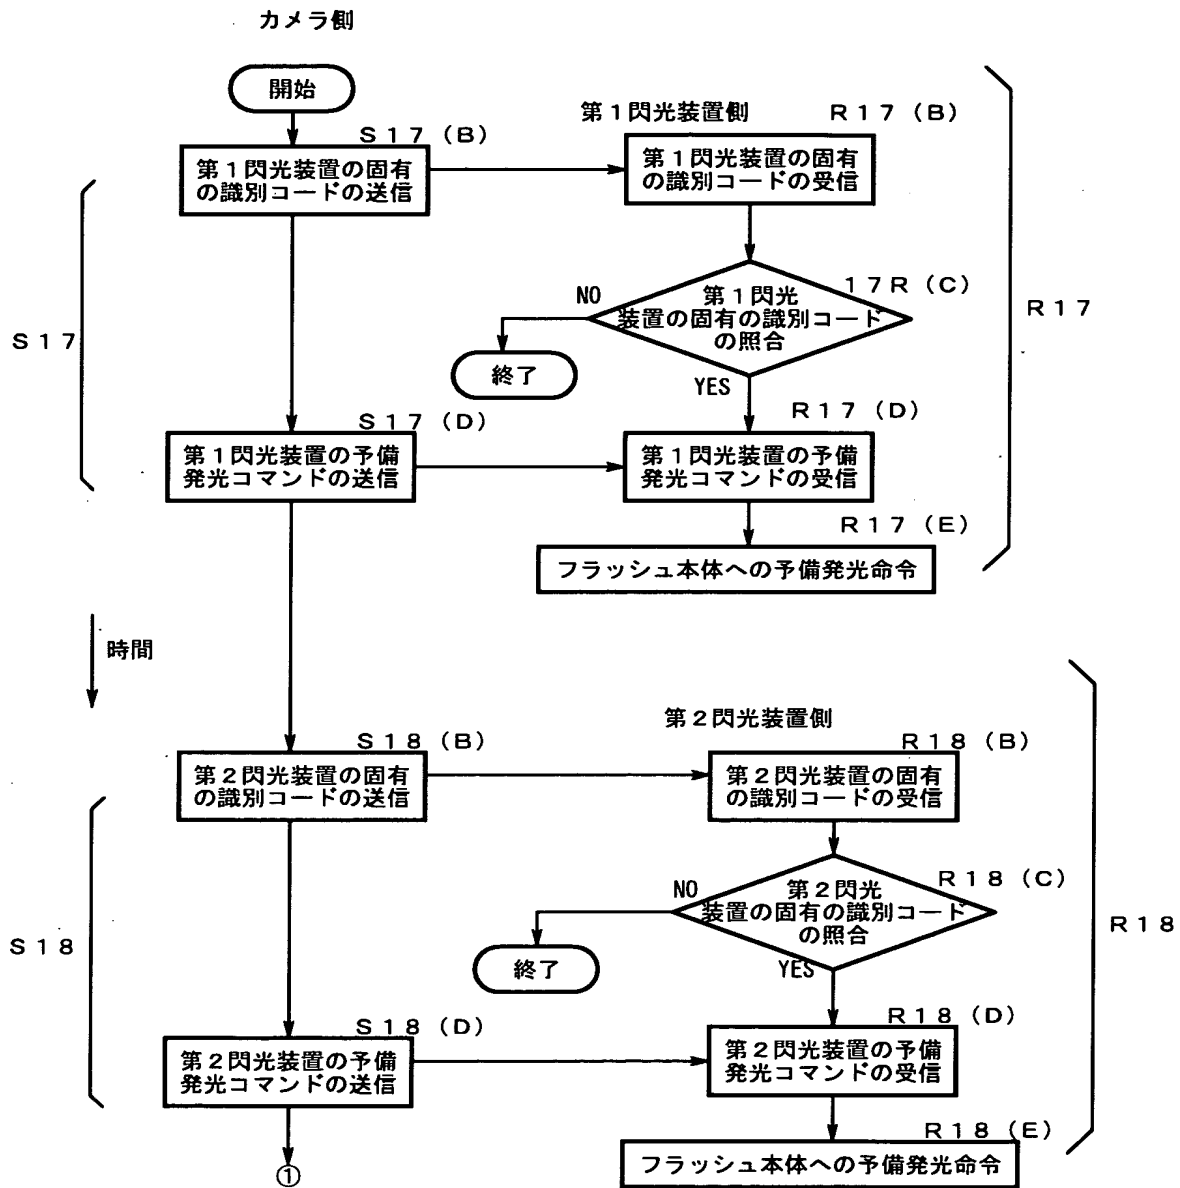 カメラ側
開始
第1閃光装置側
R17(B)
S17(B)
第1閃光装置の固有
の識別コードの送信
第1閃光装置の固有
の識別コードの受信
17R(C)
NO
第1閃光
装置の固有の識別コード
の照合
R17
S17
終了
YES
S17(D)
R17(D)
第1閃光装置の予備
発光コマンドの送信
第1閃光装置の予備
発光コマンドの受信
R17(E)
フラッシュ本体への予備発光命令
時間
第2閃光装置側
S18(B)
R18(B)
第2閃光装置の固有
の識別コードの送信
第2閃光装置の固有
の識別コードの受信
R18(C)
NO
第2閃光
装置の固有の識別コード
の照合
R18
S18
終了
YES
S18(D)
R18(D)
第2閃光装置の予備
発光コマンドの送信
第2閃光装置の予備
発光コマンドの受信
R18(E)
フラッシュ本体への予備発光命令
①